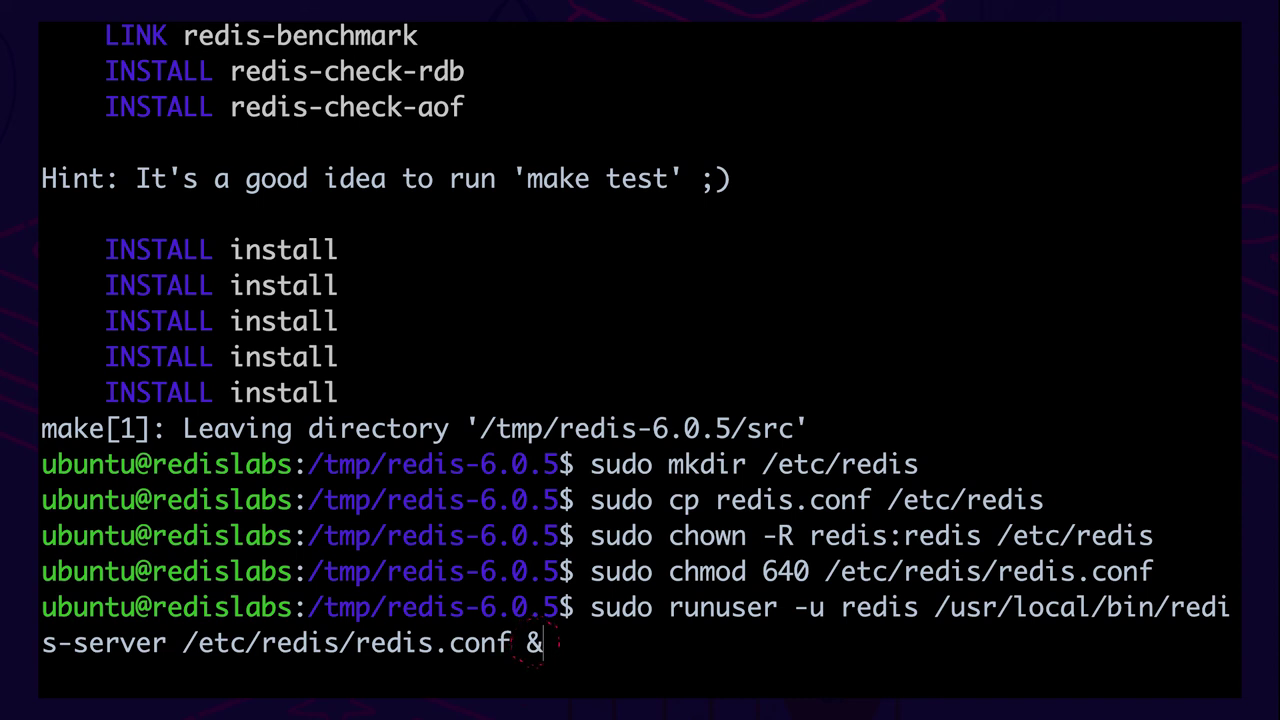 LINK redis-benchmark
INSTALL redis-check-rdb
INSTALL redis-check-aof
Hint: It's a good idea to run 'make test' ;)
INSTALL install
INSTALL install
INSTALL install
INSTALL install
INSTALL install
make[1]: Leaving directory '/tmp/redis-6.0.5/src'
ubuntu@redislabs:/tmp/redis-6.0.5$ sudo mkdir /etc/redis
ubuntu@redislabs:/tmp/redis-6.0.5$ sudo cp redis.conf /etc/redis
ubuntu@redislabs:/tmp/redis-6.0.5$ sudo chown -R redis:redis /etc/redis
ubuntu@redislabs:/tmp/redis-6.0.5$ sudo chmod 640 /etc/redis/redis.conf
ubuntu@redislabs:/tmp/redis-6.0.5$ sudo runuser -u redis /usr/local/bin/redi
s-server /etc/redis/redis.conf &